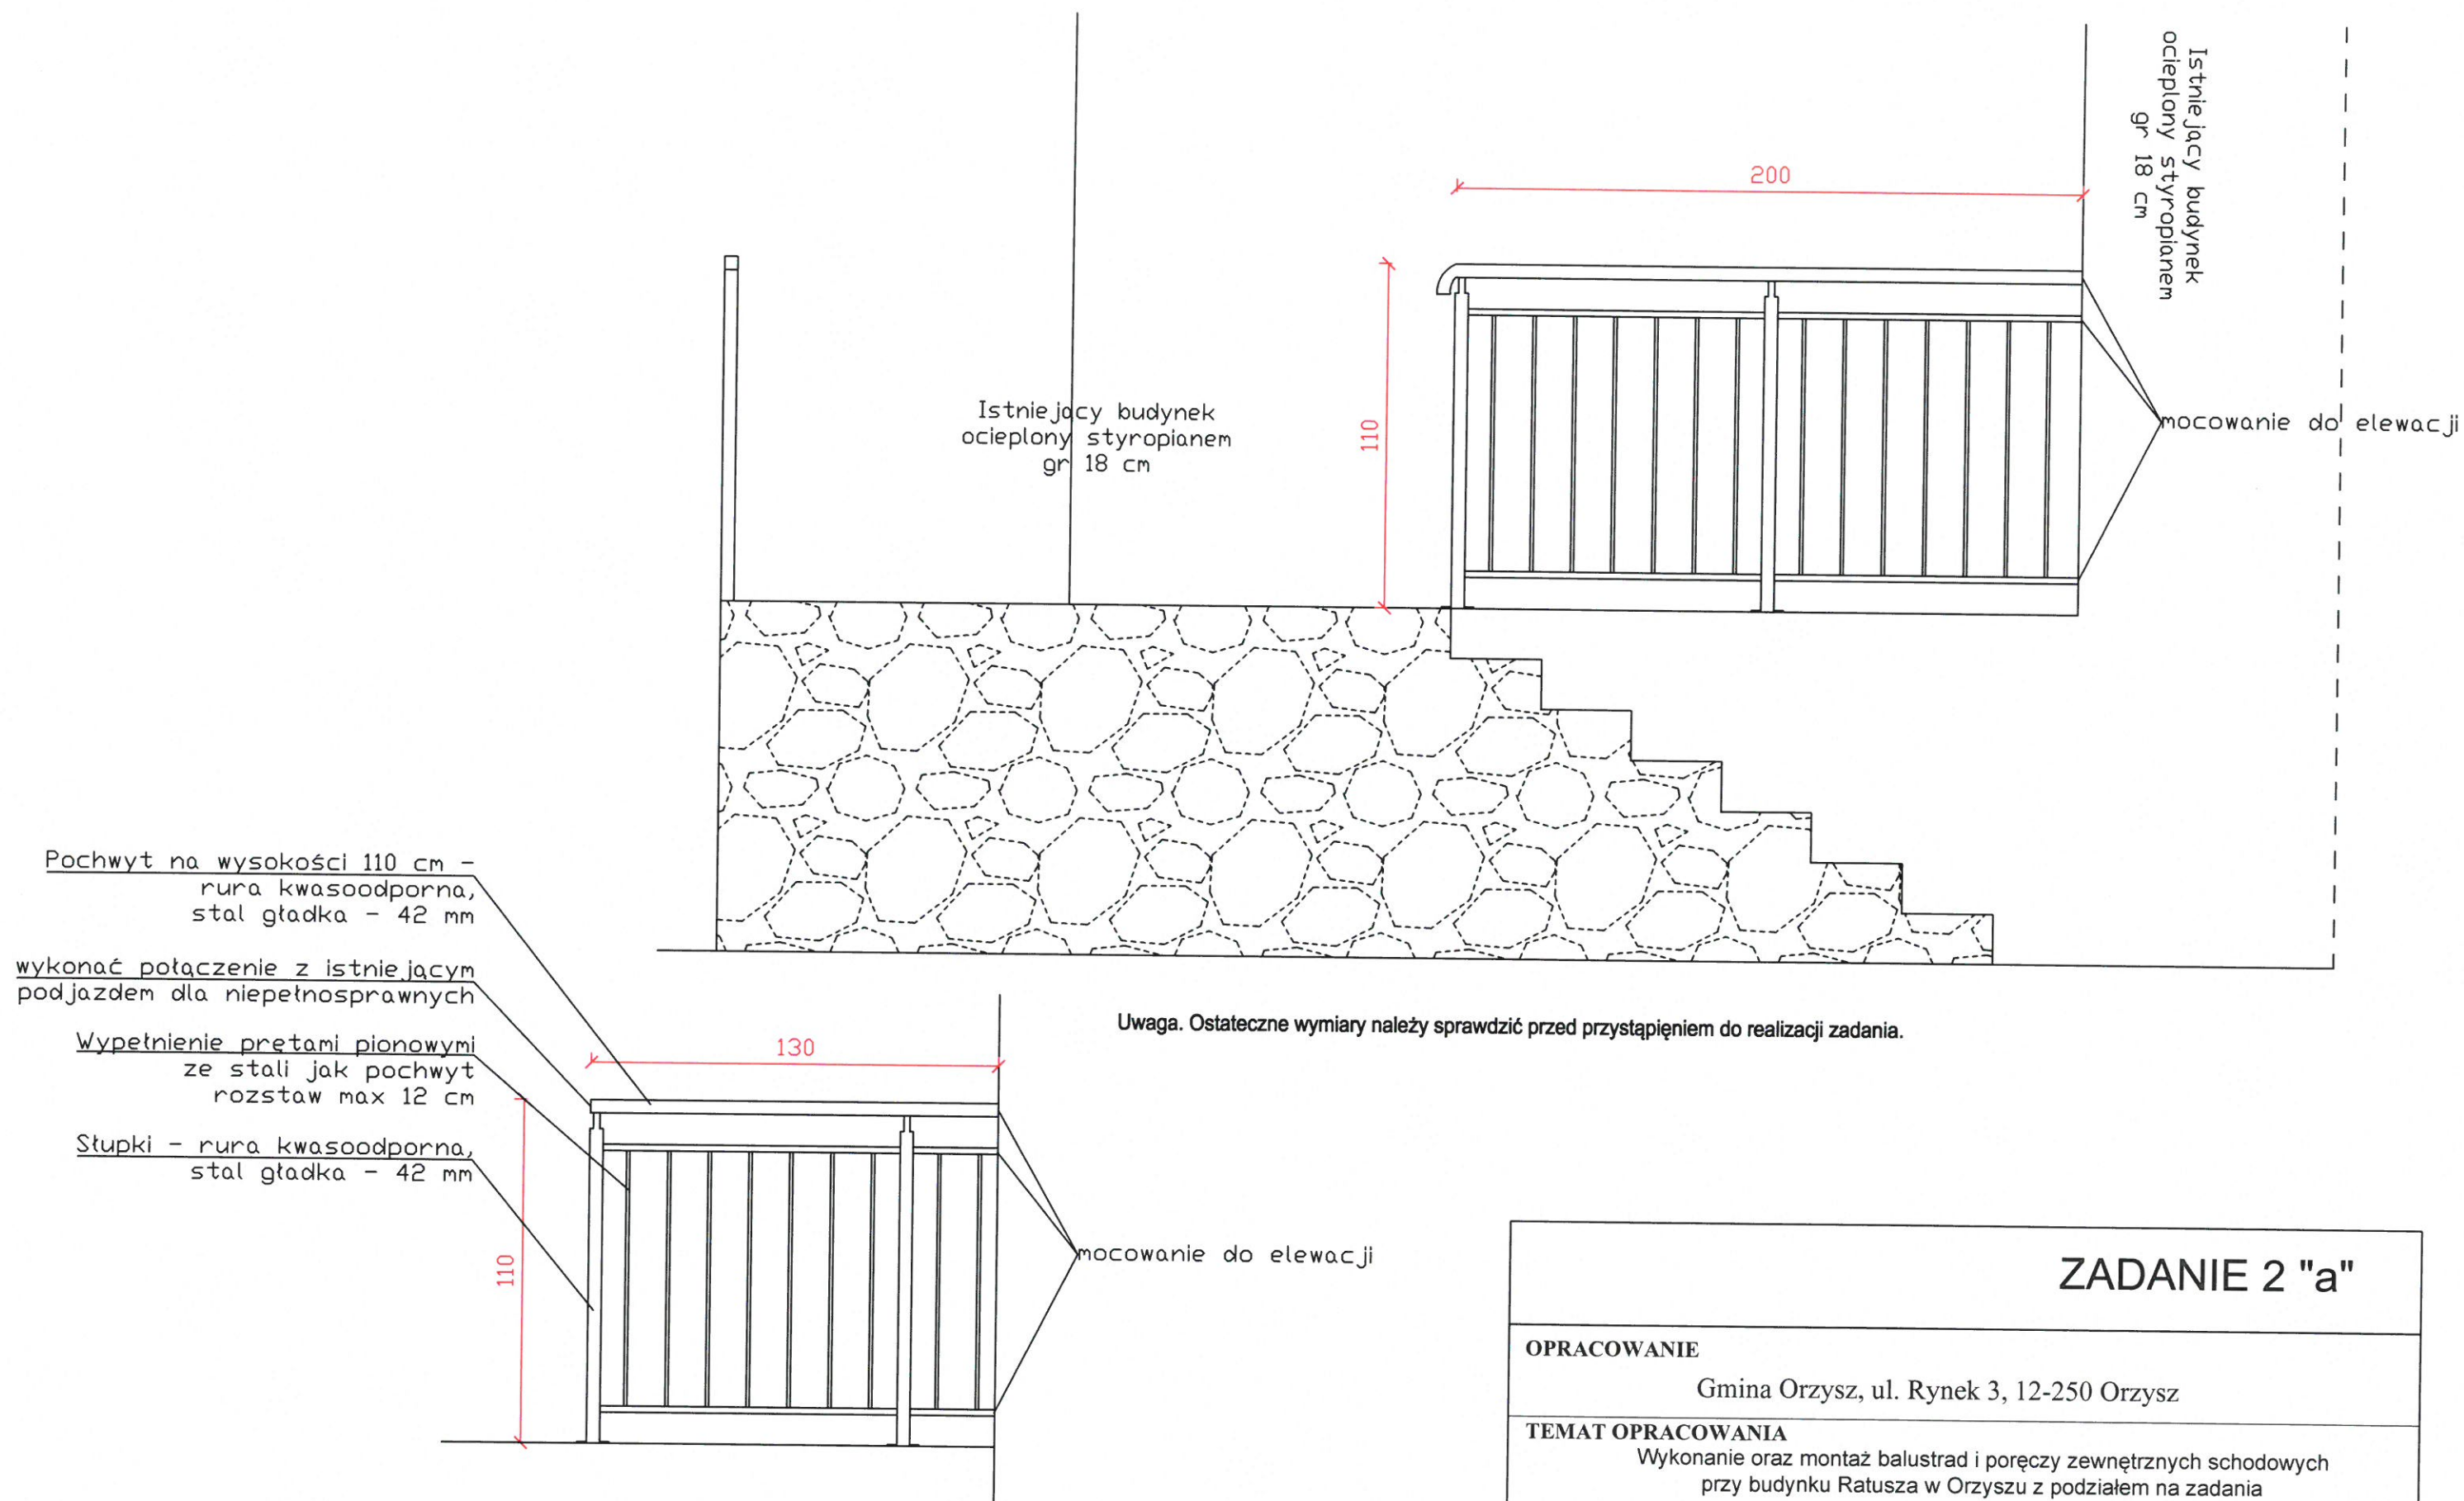 Istniejący budynek
ocieplony styropianem
gr 18 cm
200
110
Istniejący budynek
ocieplony styropianem
gr 18 cm
mocowanie do elewacji
Pochwyt na wysokości 110 cm -
rura kwasoodporna,
stal gładka - 42 mm
wykonać połączenie z istniejącym
podjazdem dla niepełnosprawnych
Wypełnienie prętami pionowymi
ze stali jak pochwyt
rozstaw max 12 cm
Słupki - rura kwasoodporna,
stal gładka - 42 mm
Uwaga. Ostateczne wymiary należy sprawdzić przed przystąpięniem do realizacji zadania.
130
110
mocowanie do elewacji
ZADANIE 2 "a"
OPRACOWANIE
Gmina Orzysz, ul. Rynek 3, 12-250 Orzysz
TEMAT OPRACOWANIA
Wykonanie oraz montaż balustrad i poręczy zewnętrznych schodowych
przy budynku Ratusza w Orzyszu z podziałem na zadania